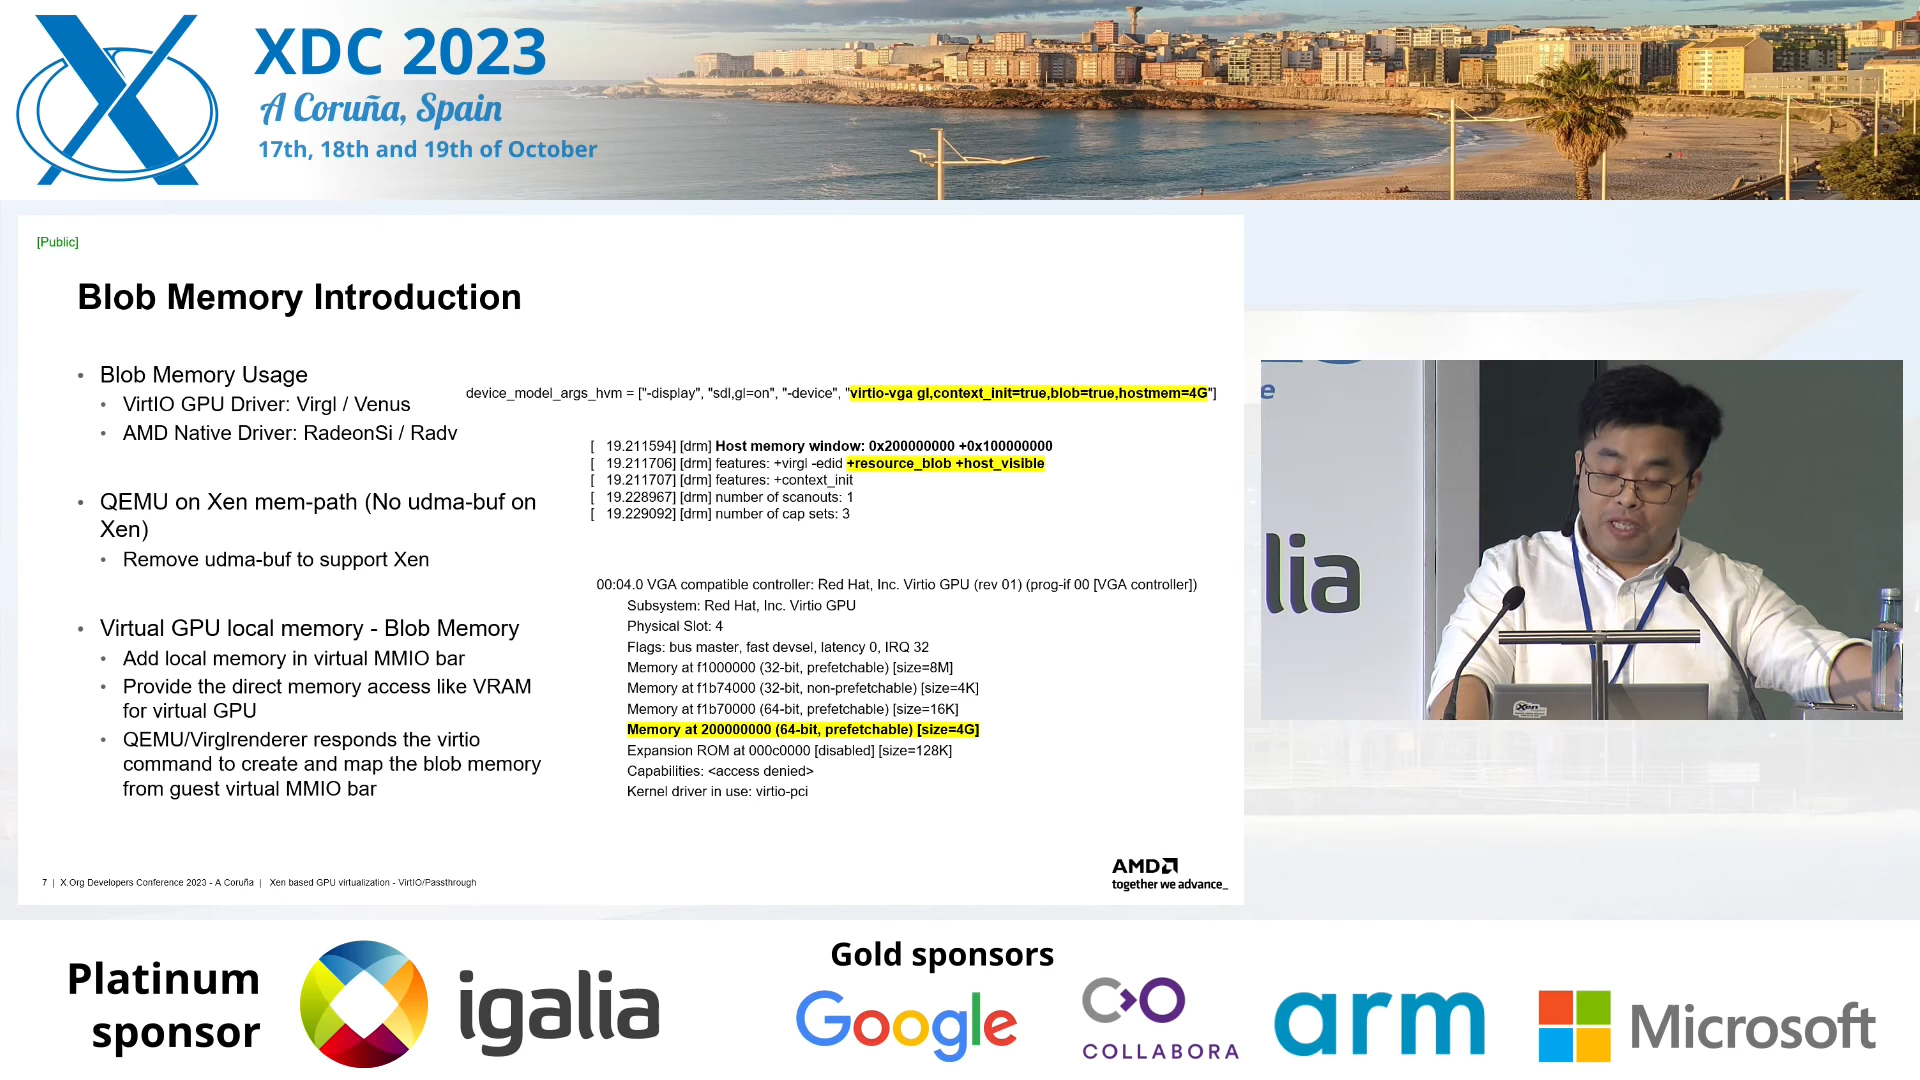 XDC 2023
A Coruña, Spain
17th, 18th and 19th of October
[Public]
Blob Memory Introduction
• Blob Memory Usage
• VirtIO GPU Driver: Virgl / Venus
• AMD Native Driver: RadeonSi / Radv
• QEMU on Xen mem-path (No udma-buf on
Xen)
• Remove udma-buf to support Xen
• Virtual GPU local memory - Blob Memory
• Add local memory in virtual MMIO bar
• Provide the direct memory access like VRAM
for virtual GPU
• QEMU/Virglrenderer responds the virtio
command to create and map the blob memory
from guest virtual MMIO bar
device_model_args_hvm = ["-display", "sdl,gl=on", "-device", "virtio-vga gl,context_init=true,blob=true,hostmem=4G"]
[ 19.211594] [drm] Host memory window: 0x200000000 +0x100000000
[ 19.211706] [drm] features: +virgl -edid +resource_blob +host_visible
[ 19.211707] [drm] features: +context_init
[ 19.228967] [drm] number of scanouts: 1
[ 19.229092] [drm] number of cap sets: 3
00:04.0 VGA compatible controller: Red Hat, Inc. Virtio GPU (rev 01) (prog-if 00 [VGA controller])
Subsystem: Red Hat, Inc. Virtio GPU
Physical Slot: 4
Flags: bus master, fast devsel, latency 0, IRQ 32
Memory at f1000000 (32-bit, prefetchable) [size=8M]
Memory at f1b74000 (32-bit, non-prefetchable) [size=4K]
Memory at f1b70000 (64-bit, prefetchable) [size=16K]
Memory at 200000000 (64-bit, prefetchable) [size=4G]
Expansion ROM at 000c0000 [disabled] [size=128K]
Capabilities: <access denied>
Kernel driver in use: virtio-pci
7 | X.Org Developers Conference 2023 - A Coruña | Xen based GPU virtualization - VirtIO/Passthrough
AMD
together we advance_
e
lia
Xen
Platinum
sponsor
igalia
Gold sponsors
Google
COLLABORA
arm
Microsoft